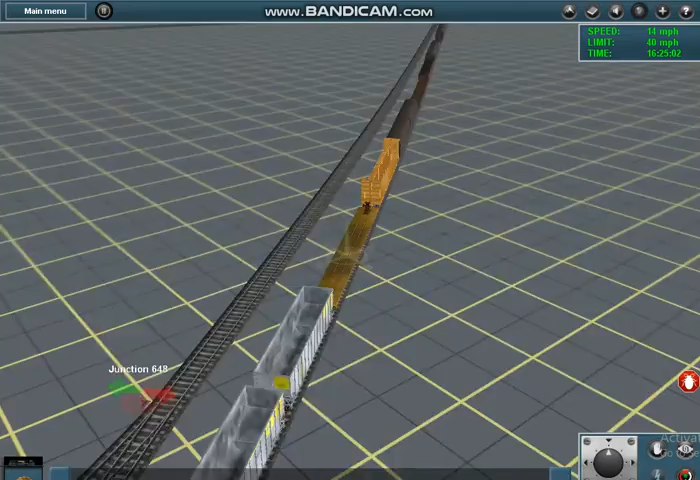 Main menu
www.BANDICAM.com
SPEED: 14 mph
LIMIT: 40 mph
TIME: 16:25:02
Junction 648